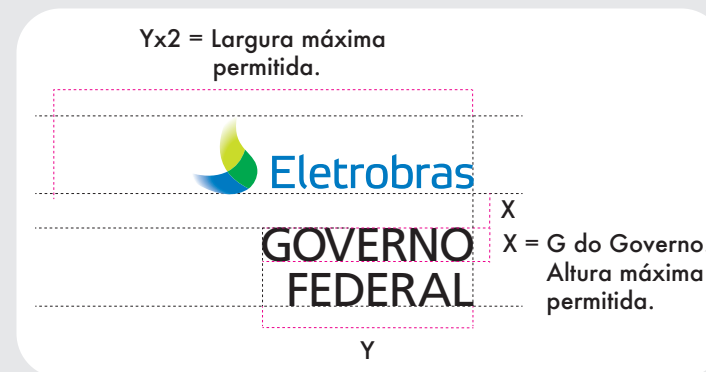 Yx2 = Largura máxima
permitida.
Eletrobras
X
GOVERNO
FEDERAL
X = G do Governo
Altura máxima
permitida.
Y